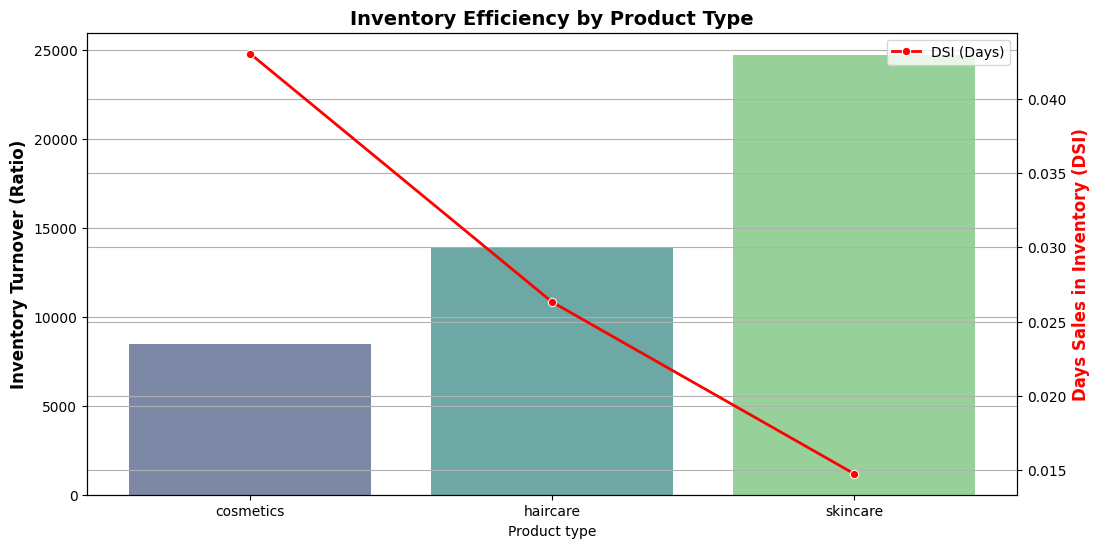 Inventory Efficiency by Product Type
Inventory Turnover (Ratio)
25000
20000
15000
10000
5000
0
DSI (Days)
0.040
0.035
0.030
0.025
0.020
0.015
Days Sales in Inventory (DSI)
cosmetics
haircare
skincare
Product type